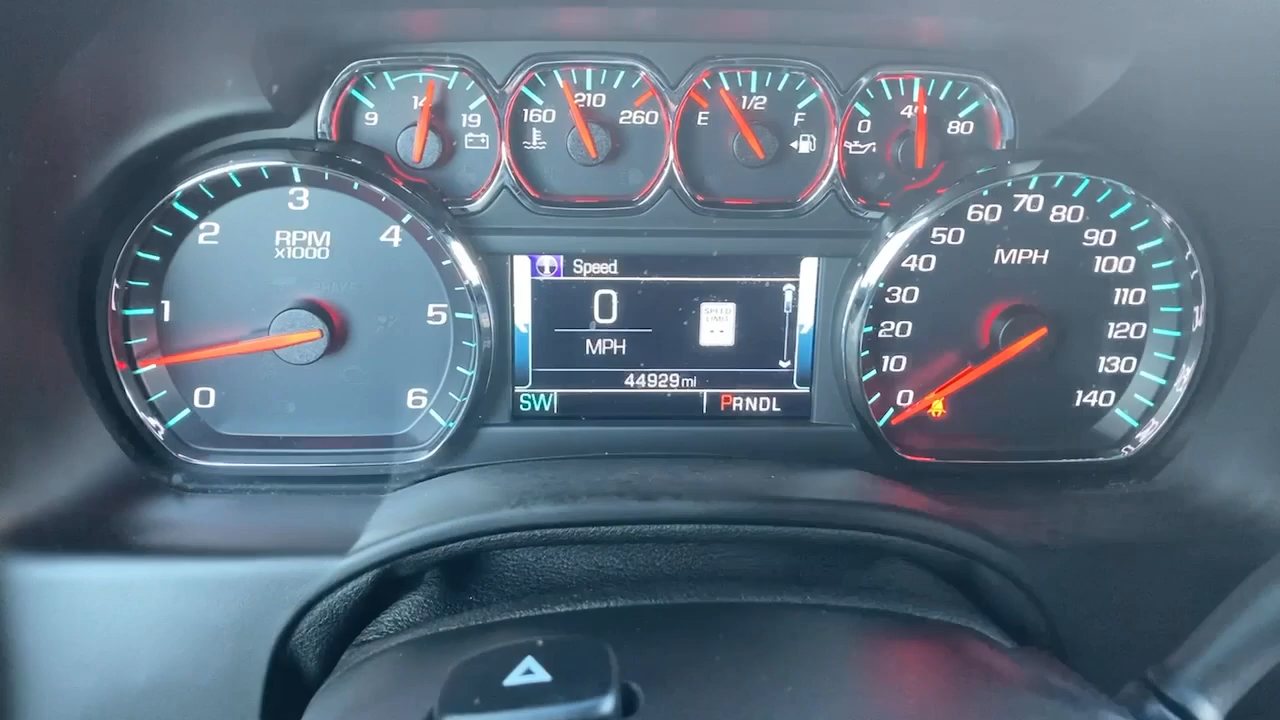 9 14 19
160 210 260
E 1/2 F
0 40 80
0 1 2 3 4 5 6
RPM
x1000
Speed
0
MPH
SPEED
LIMIT
--
44929mi
SW
PRNDL
0 10 20 30 40 50 60 70 80 90 100 110 120 130 140
MPH